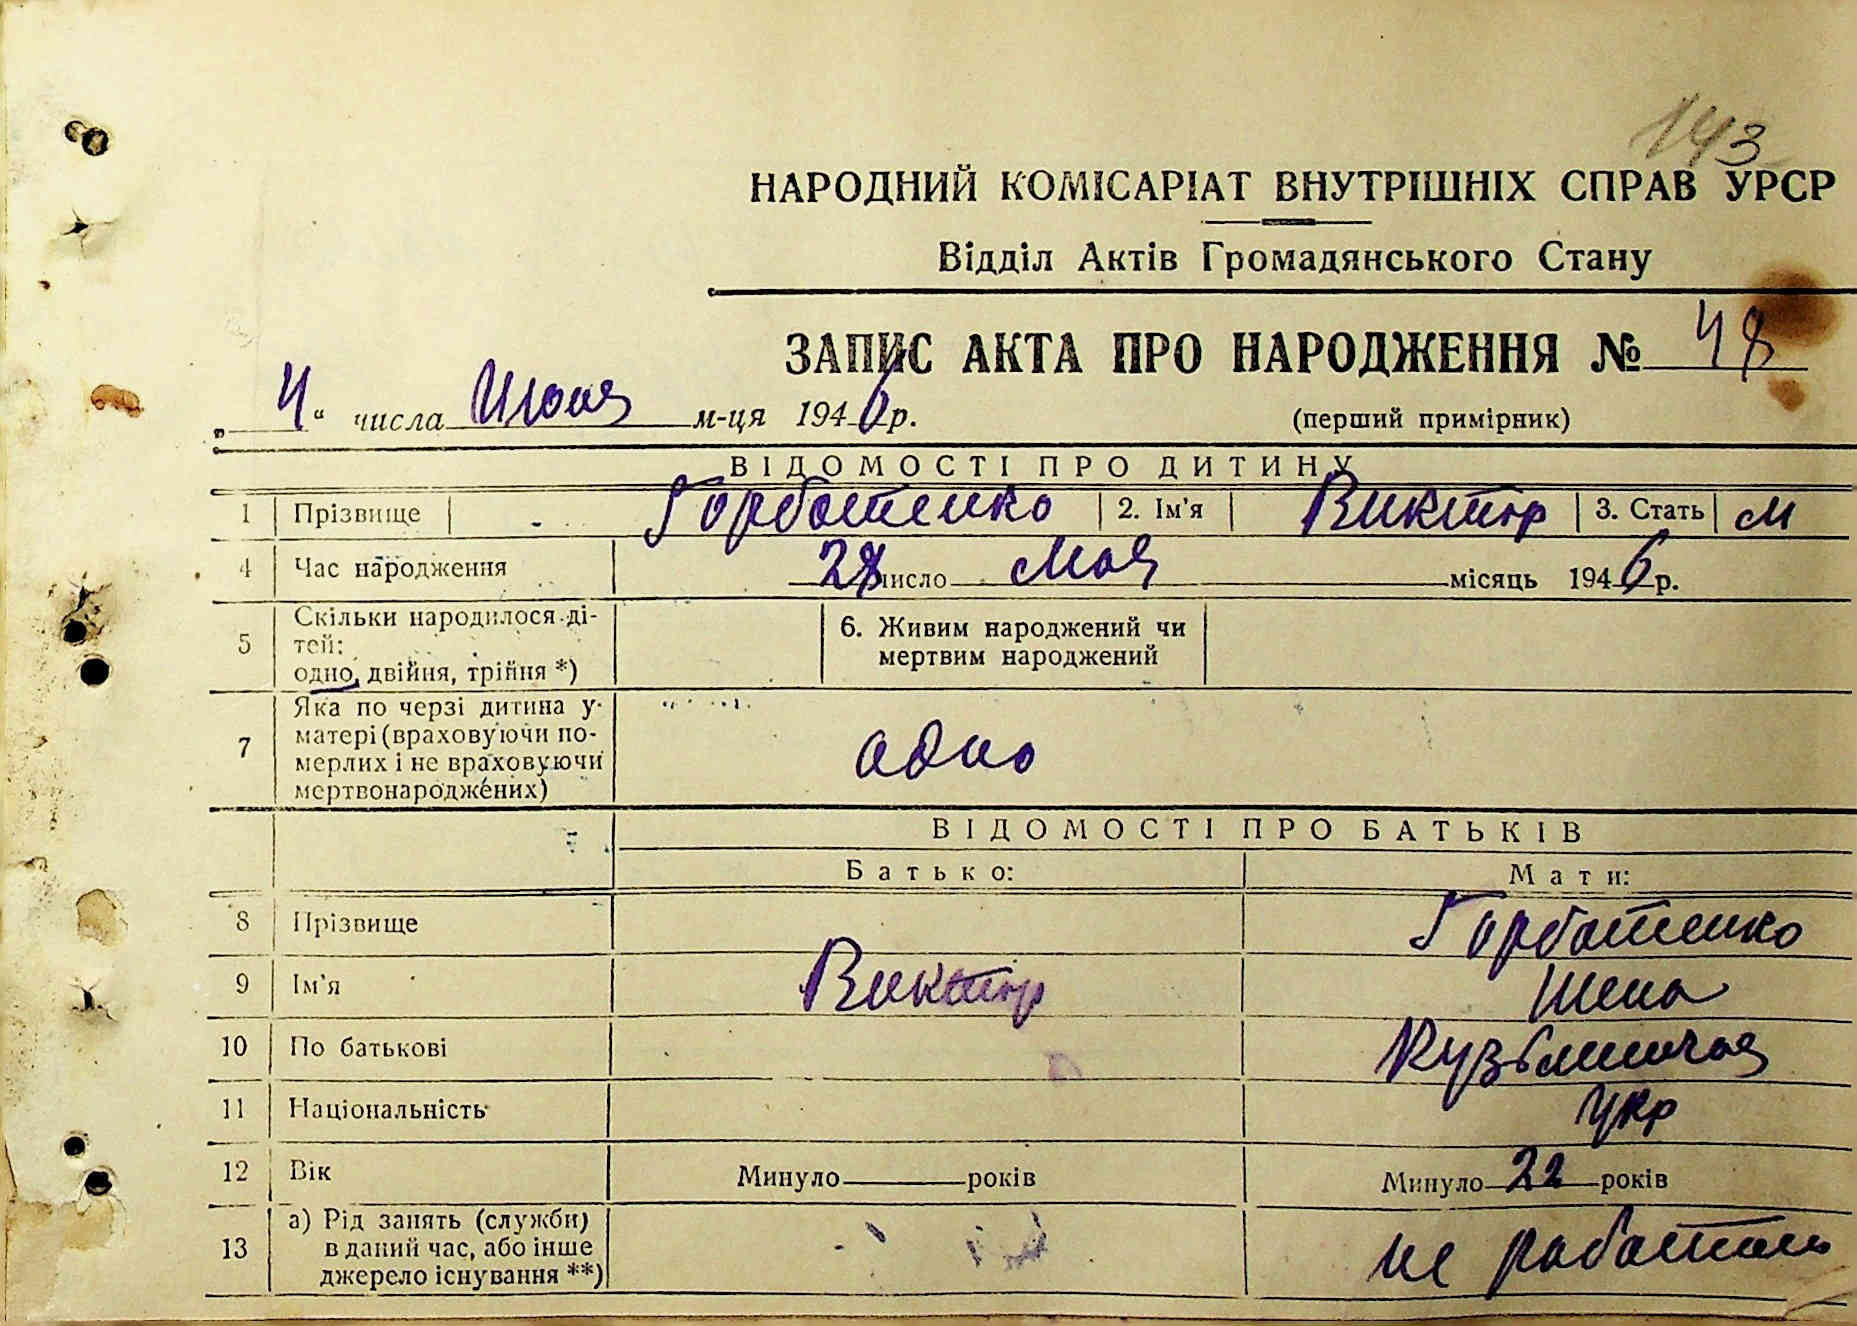 143
НАРОДНИЙ КОМІСАРІАТ ВНУТРІШНІХ СПРАВ УРСР
Відділ Актів Громадянського Стану
ЗАПИС АКТА ПРО НАРОДЖЕННЯ № 48
„4“ числа Июня м-ця 1946р.
(перший примірник)
ВІДОМОСТІ ПРО ДИТИНУ
1 Прізвище Горбатенко 2. Ім'я Виктор 3. Стать м
4 Час народження 28 число Мая місяць 1946 р.
5 Скільки народилося ді-
тей:
одно, двійня, трійня *)
6. Живим народжений чи
мертвим народжений
7 Яка по черзі дитина у
матері (враховуючи по-
мерлих і не враховуючи
мертвонароджених)
одно
ВІДОМОСТІ ПРО БАТЬКІВ
Батько: Мати:
8 Прізвище Горбатенко
9 Ім'я Виктор
10 По батькові
11 Національність укр
12 Вік Минуло років Минуло 22 років
13 а) Рід занять (служби)
в даний час, або інше
джерело існування **)
не